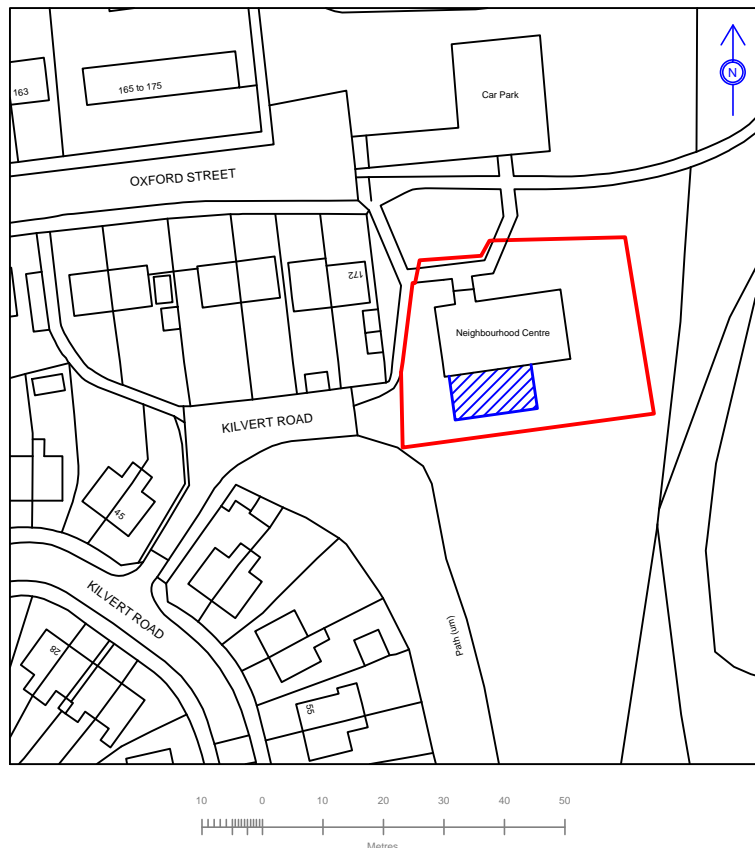 163
165 to 175
Car Park
N
OXFORD STREET
172
Neighbourhood Centre
KILVERT ROAD
45
KILVERT ROAD
28
55
Path (um)
10 0 10 20 30 40 50
Metres